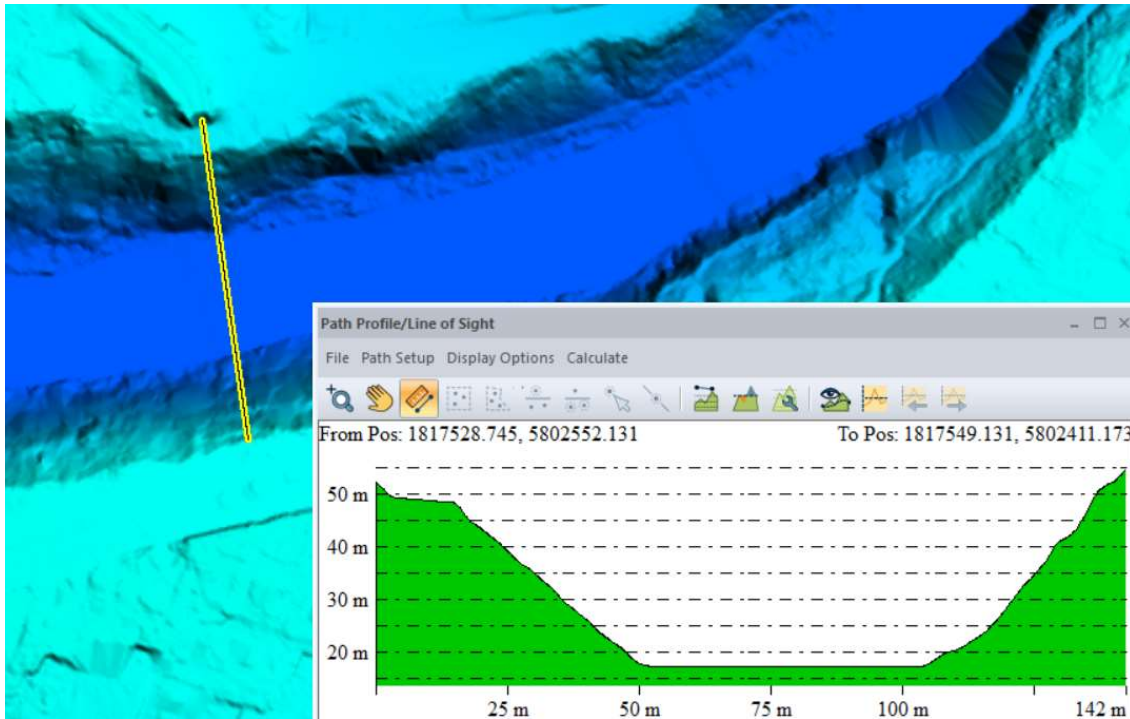 Path Profile/Line of Sight
File Path Setup Display Options Calculate
From Pos: 1817528.745, 5802552.131 To Pos: 1817549.131, 5802411.173
50 m
40 m
30 m
20 m
25 m 50 m 75 m 100 m 142 m